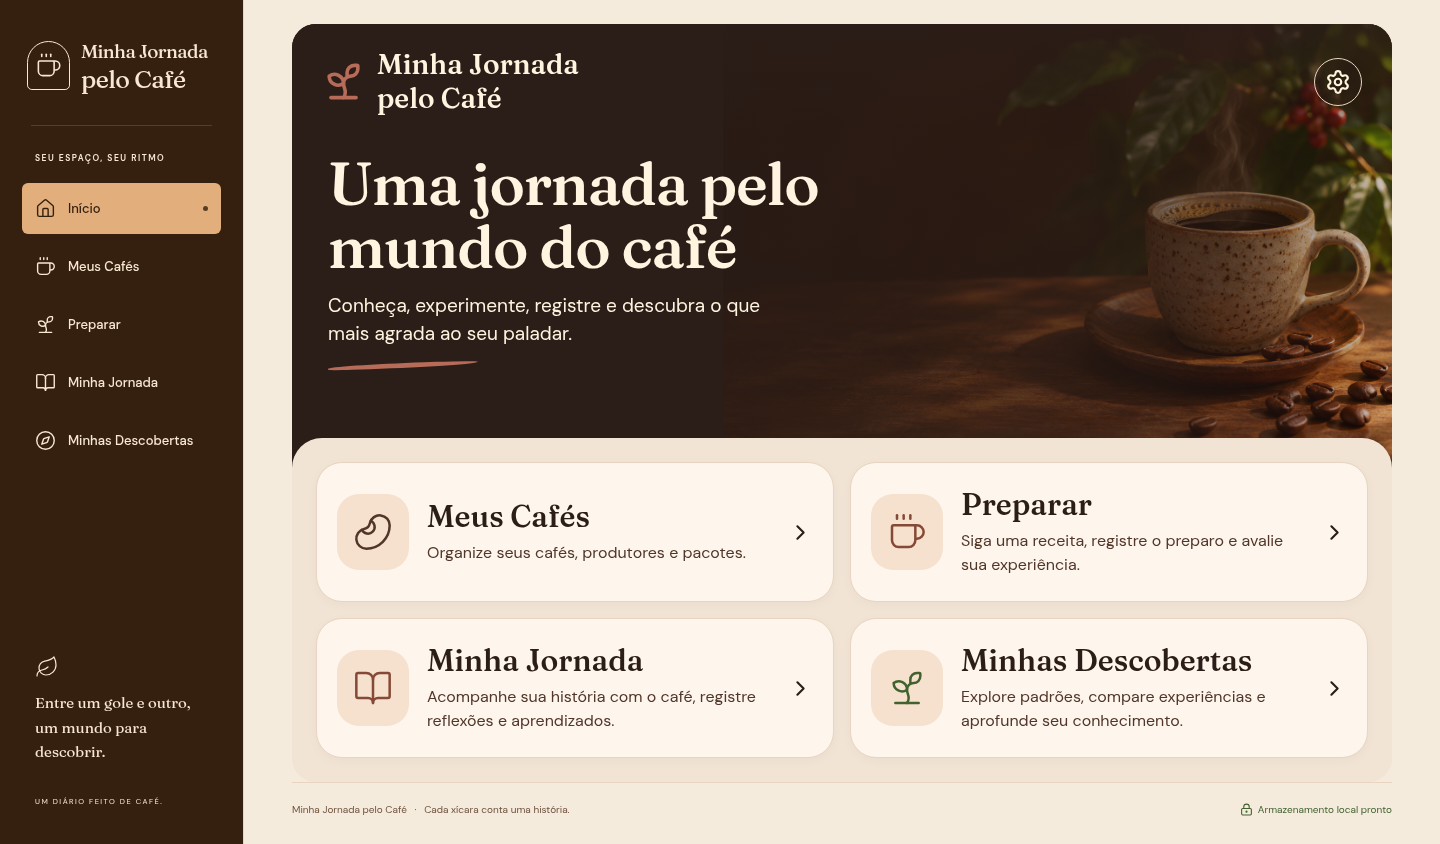 Minha Jornada
pelo Café
SEU ESPAÇO, SEU RITMO
Início
Meus Cafés
Preparar
Minha Jornada
Minhas Descobertas
Entre um gole e outro,
um mundo para
descobrir.
UM DIÁRIO FEITO DE CAFÉ.
Minha Jornada
pelo Café
Uma jornada pelo
mundo do café
Conheça, experimente, registre e descubra o que
mais agrada ao seu paladar.
Meus Cafés
Organize seus cafés, produtores e pacotes.
Preparar
Siga uma receita, registre o preparo e avalie
sua experiência.
Minha Jornada
Acompanhe sua história com o café, registre
reflexões e aprendizados.
Minhas Descobertas
Explore padrões, compare experiências e
aprofunde seu conhecimento.
Minha Jornada pelo Café · Cada xícara conta uma história.
Armazenamento local pronto